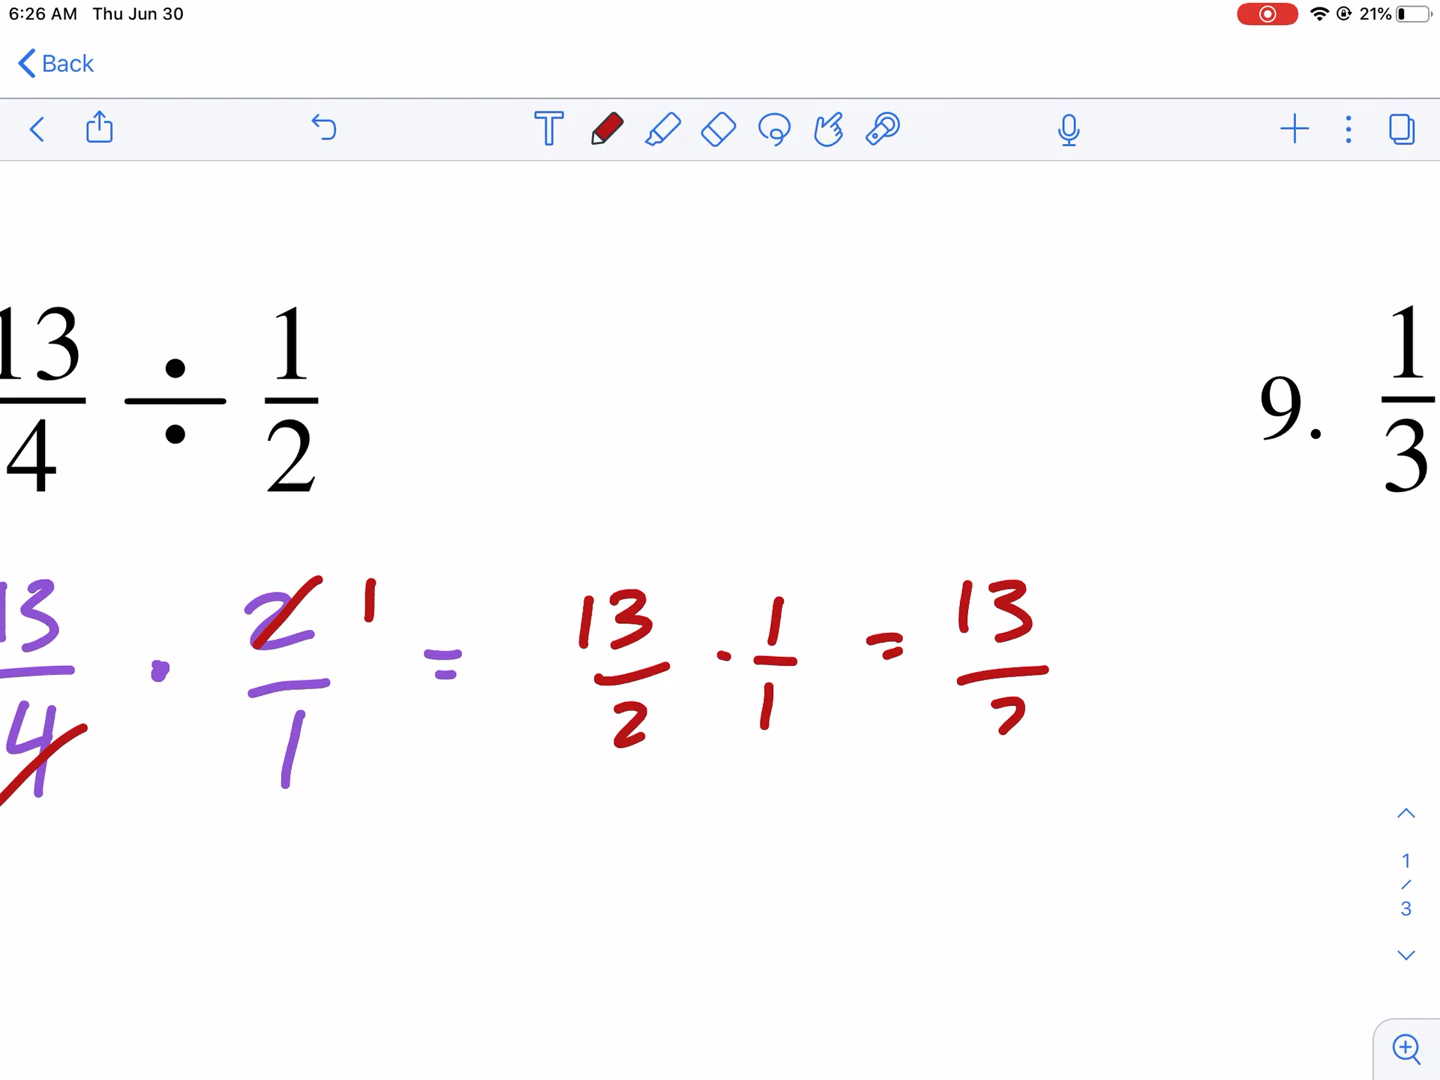 6:26 AM Thu Jun 30
21%
Back
13/4 ÷ 1/2
9. 1/3
13/4 · 2/1 1 = 13/2 · 1/1 = 13/2
1
/
3